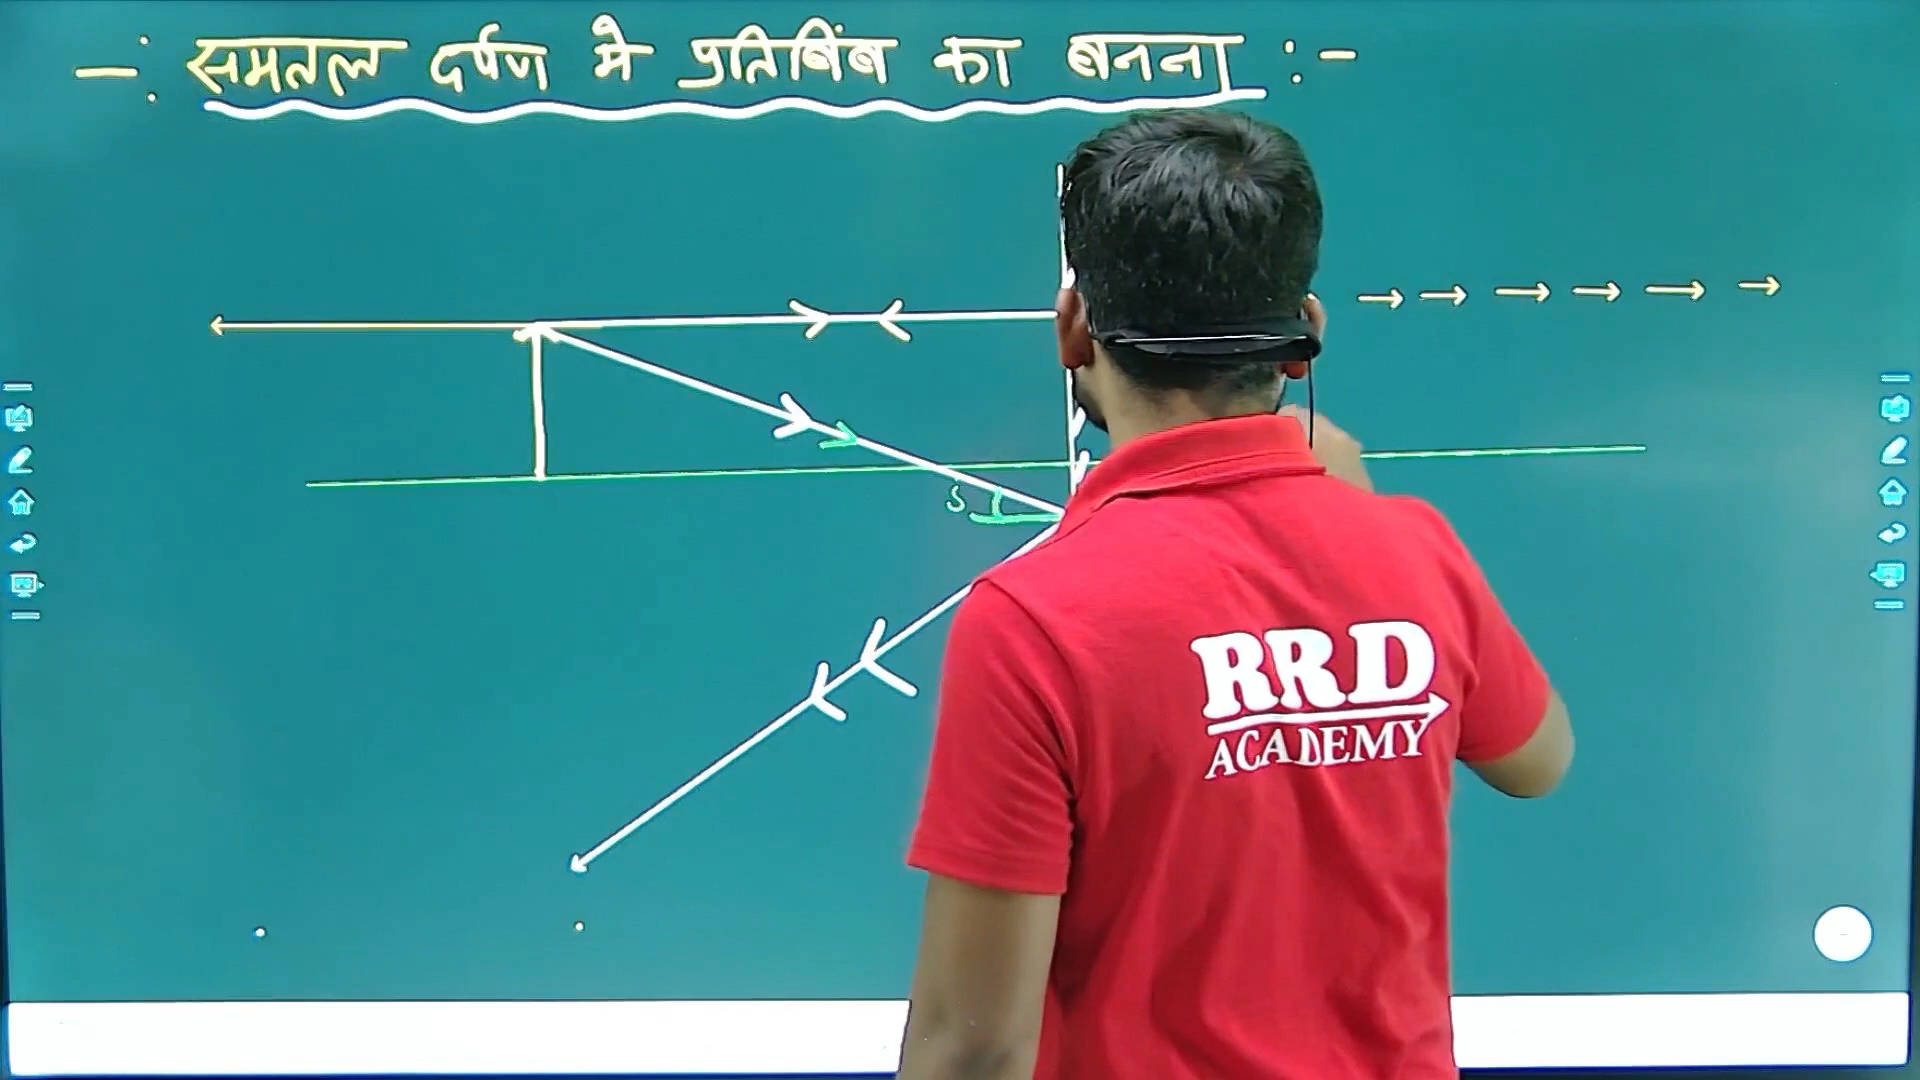 -: समतल दर्पण मे प्रतिबिंब का बनना :-
RRD
ACADEMY